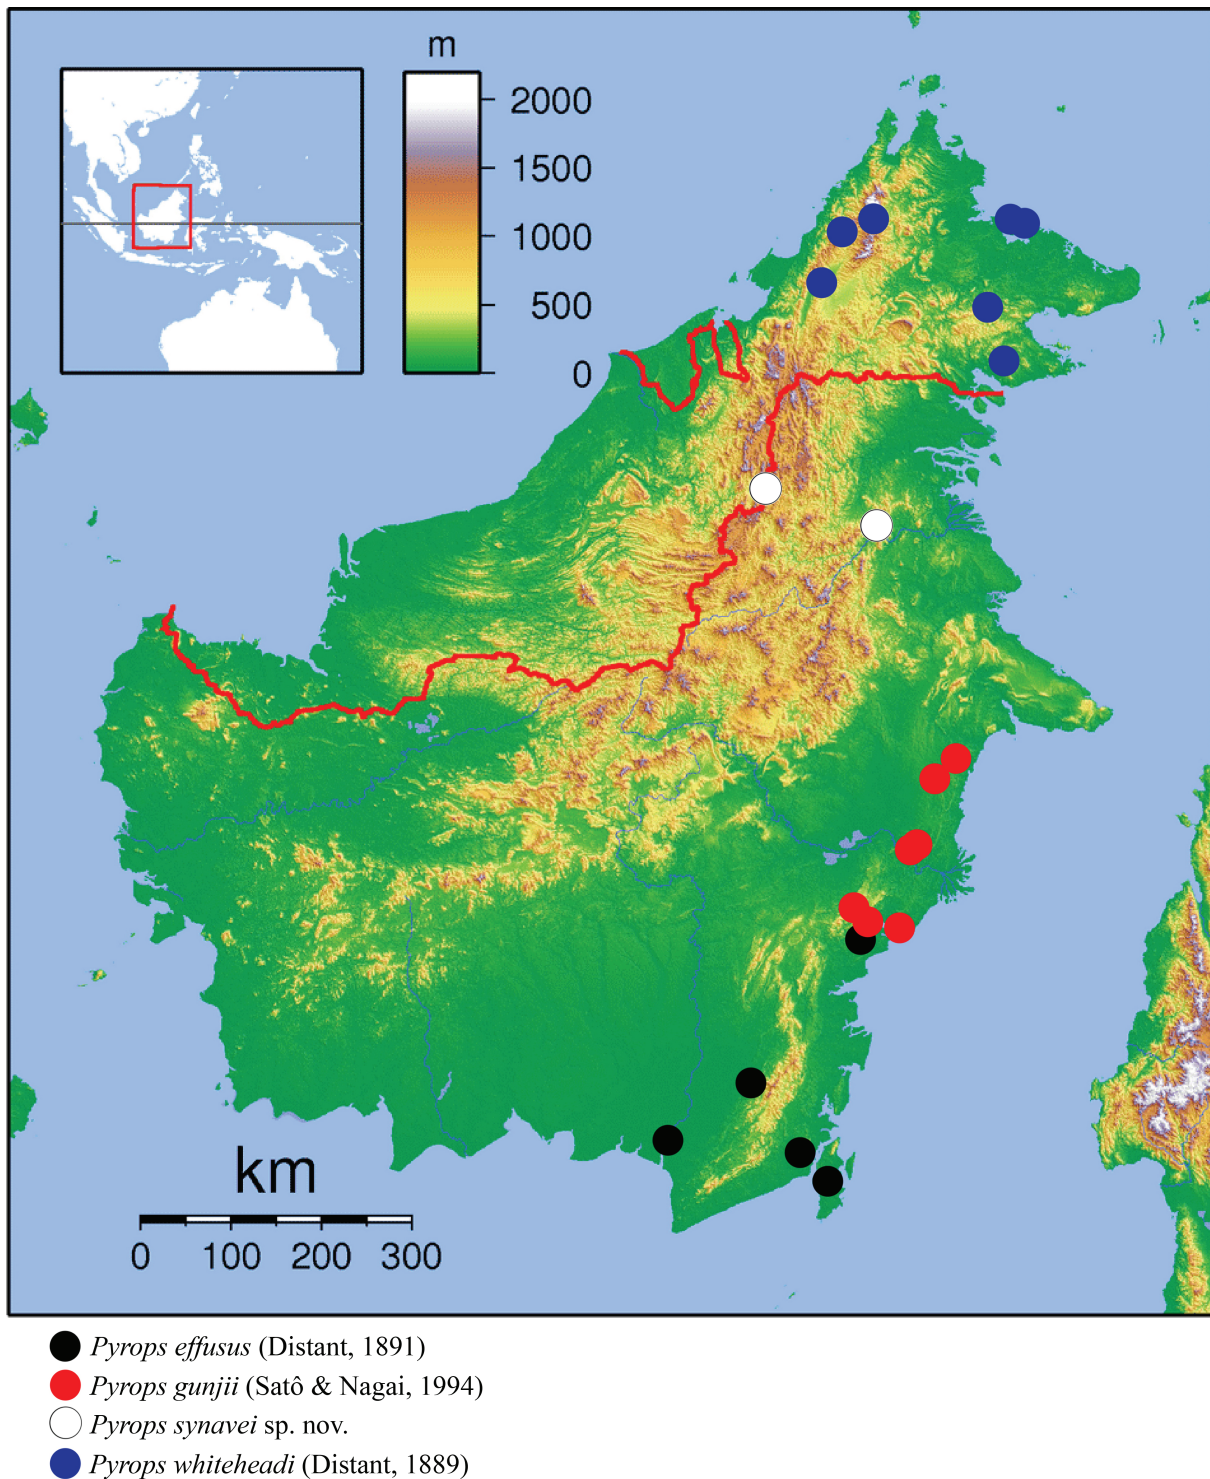 m
2000
1500
1000
500
0
km
0 100 200 300
Pyrops effusus (Distant, 1891)
Pyrops gunjii (Satô & Nagai, 1994)
Pyrops synavei sp. nov.
Pyrops whiteheadi (Distant, 1889)